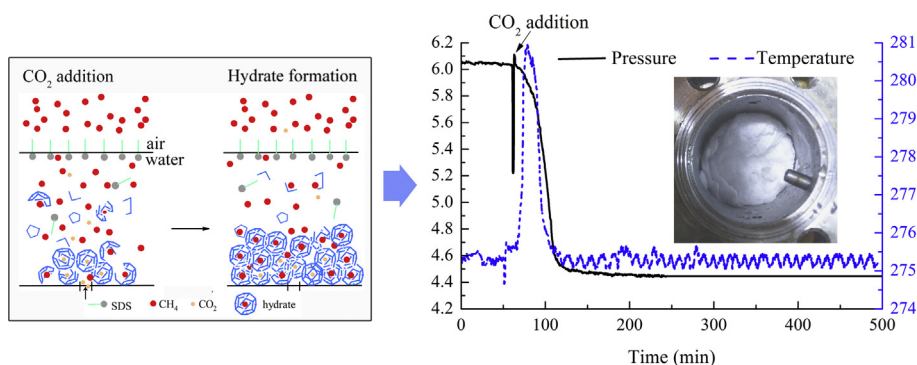 CO₂ addition
Hydrate formation
air
water
SDS
CH₄
CO₂
hydrate
CO₂ addition
Pressure
Temperature
6.2
6.0
5.8
5.6
5.4
5.2
5.0
4.8
4.6
4.4
4.2
281
280
279
278
277
276
275
274
0
100
200
300
400
500
Time (min)